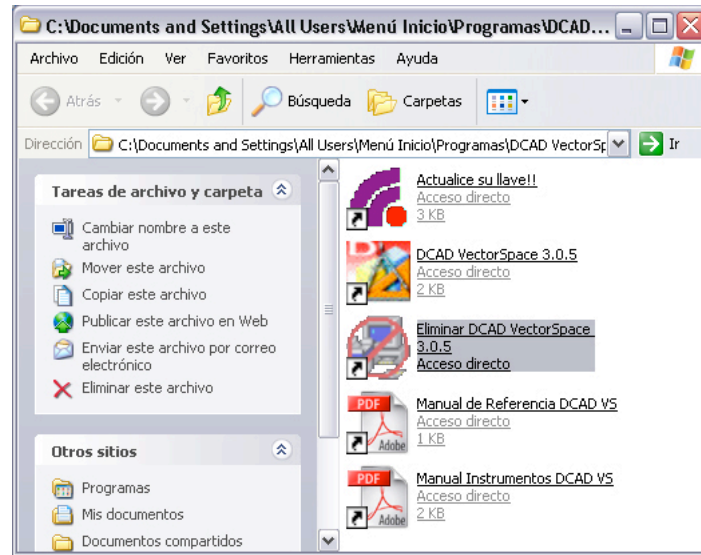 C:\Documents and Settings\All Users\Menú Inicio\Programas\DCAD...
Archivo Edición Ver Favoritos Herramientas Ayuda
Atrás Búsqueda Carpetas
Dirección C:\Documents and Settings\All Users\Menú Inicio\Programas\DCAD VectorSp Ir
Tareas de archivo y carpeta
Cambiar nombre a este
archivo
Mover este archivo
Copiar este archivo
Publicar este archivo en Web
Enviar este archivo por correo
electrónico
Eliminar este archivo
Otros sitios
Programas
Mis documentos
Documentos compartidos
Actualice su llave!!
Acceso directo
3 KB
DCAD VectorSpace 3.0.5
Acceso directo
2 KB
Eliminar DCAD VectorSpace
3.0.5
Acceso directo
PDF
Adobe
Manual de Referencia DCAD VS
Acceso directo
1 KB
PDF
Adobe
Manual Instrumentos DCAD VS
Acceso directo
2 KB